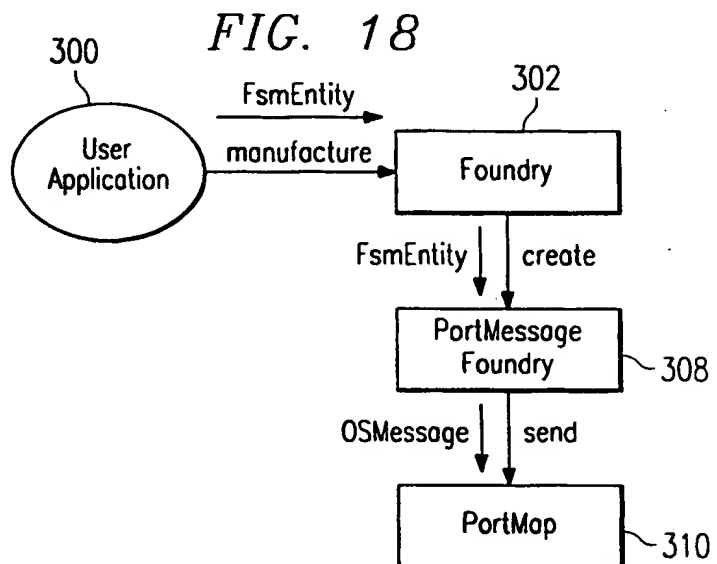 FIG. 18
300
FsmEntity
302
User
Application
manufacture
Foundry
FsmEntity
create
PortMessage
Foundry
308
OSMessage
send
PortMap
310